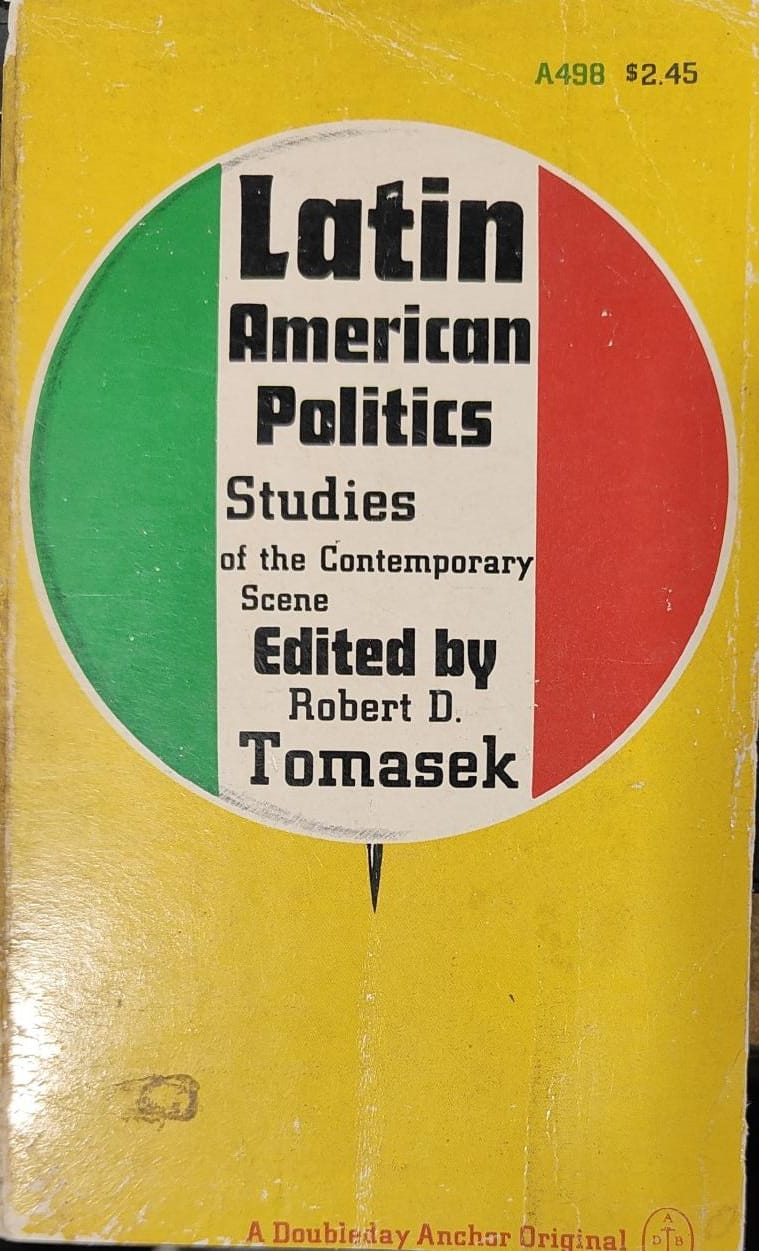 A498 $2.45
Latin
American
Politics
Studies
of the Contemporary
Scene
Edited by
Robert D.
Tomasek
A Doubleday Anchor Original
A
D B